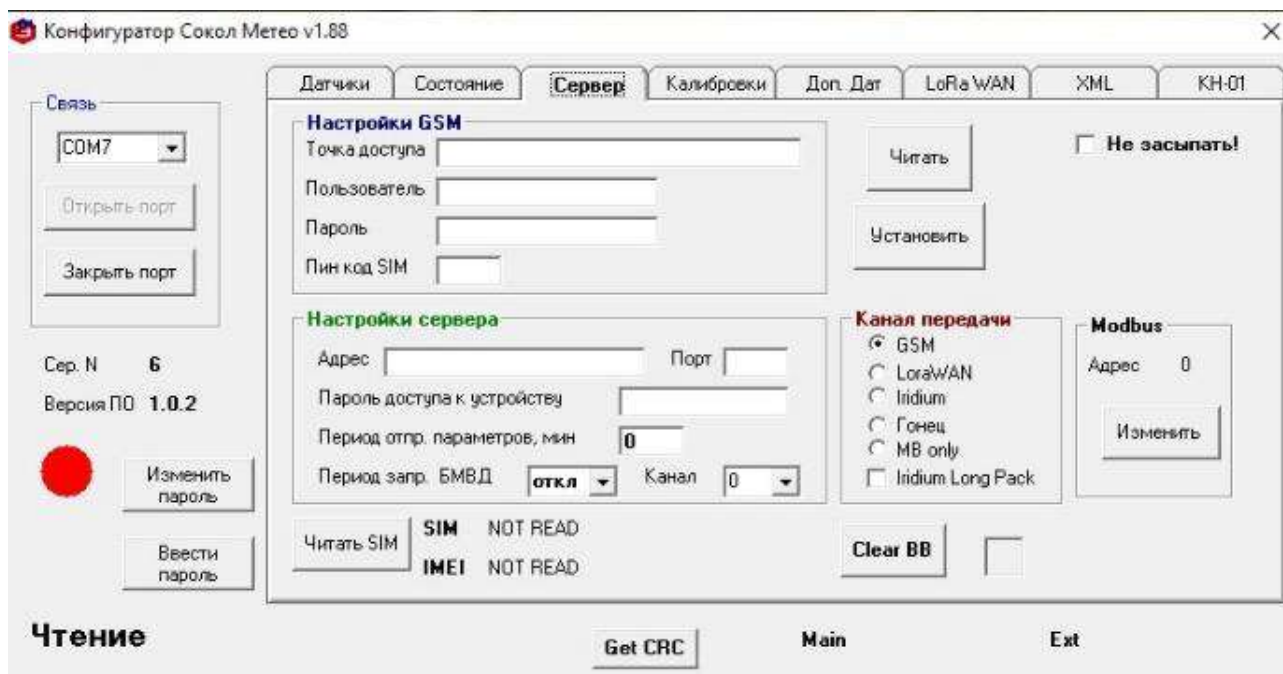 Конфигуратор Сокол Метео v1.88
Датчики Состояние Сервер Калибровки Доп. Дат LoRa WAN XML KH-01
Связь
COM7
Открыть порт
Закрыть порт
Сер. N 6
Версия ПО 1.0.2
Изменить
пароль
Ввести
пароль
Настройки GSM
Точка доступа
Пользователь
Пароль
Пин код SIM
Читать
Установить
Не засыпать!
Настройки сервера
Адрес Порт
Пароль доступа к устройству
Период отпр. параметров, мин 0
Период запр. БМВД откл Канал 0
Канал передачи
GSM
LoraWAN
Iridium
Гонец
MB only
Iridium Long Pack
Modbus
Адрес 0
Изменить
Читать SIM
SIM NOT READ
IMEI NOT READ
Clear BB
Чтение
Get CRC
Main
Ext